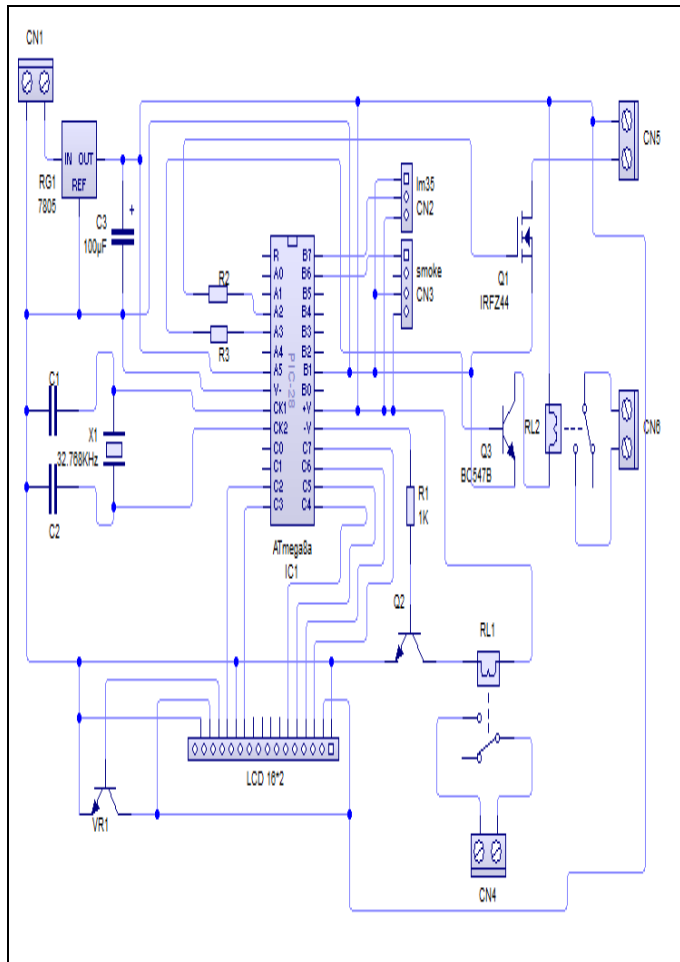 CN1
IN OUT
REF
RG1
7805
C3
+
100µF
lm35
CN2
smoke
CN3
CN5
Q1
IRFZ44
R2
R3
R
A0
A1
A2
A3
A4
A5
V-
CK1
CK2
C0
C1
C2
C3
PIC-28
B7
B6
B5
B4
B3
B2
B1
B0
+V
-V
C7
C6
C5
C4
ATmega8a
IC1
C1
X1
32.768KHz
C2
R1
1K
Q3
BC547B
RL2
CN6
Q2
RL1
LCD 16*2
VR1
CN4